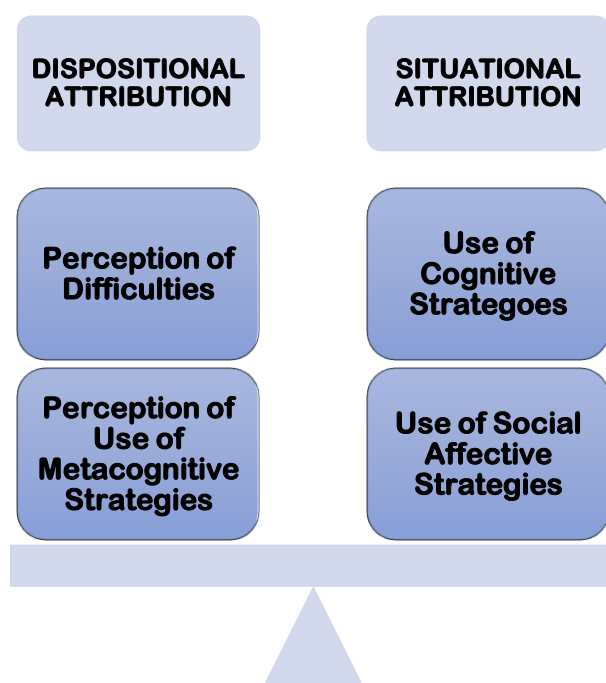 DISPOSITIONAL
ATTRIBUTION
SITUATIONAL
ATTRIBUTION
Perception of
Difficulties
Use of
Cognitive
Strategoes
Perception of
Use of
Metacognitive
Strategies
Use of Social
Affective
Strategies